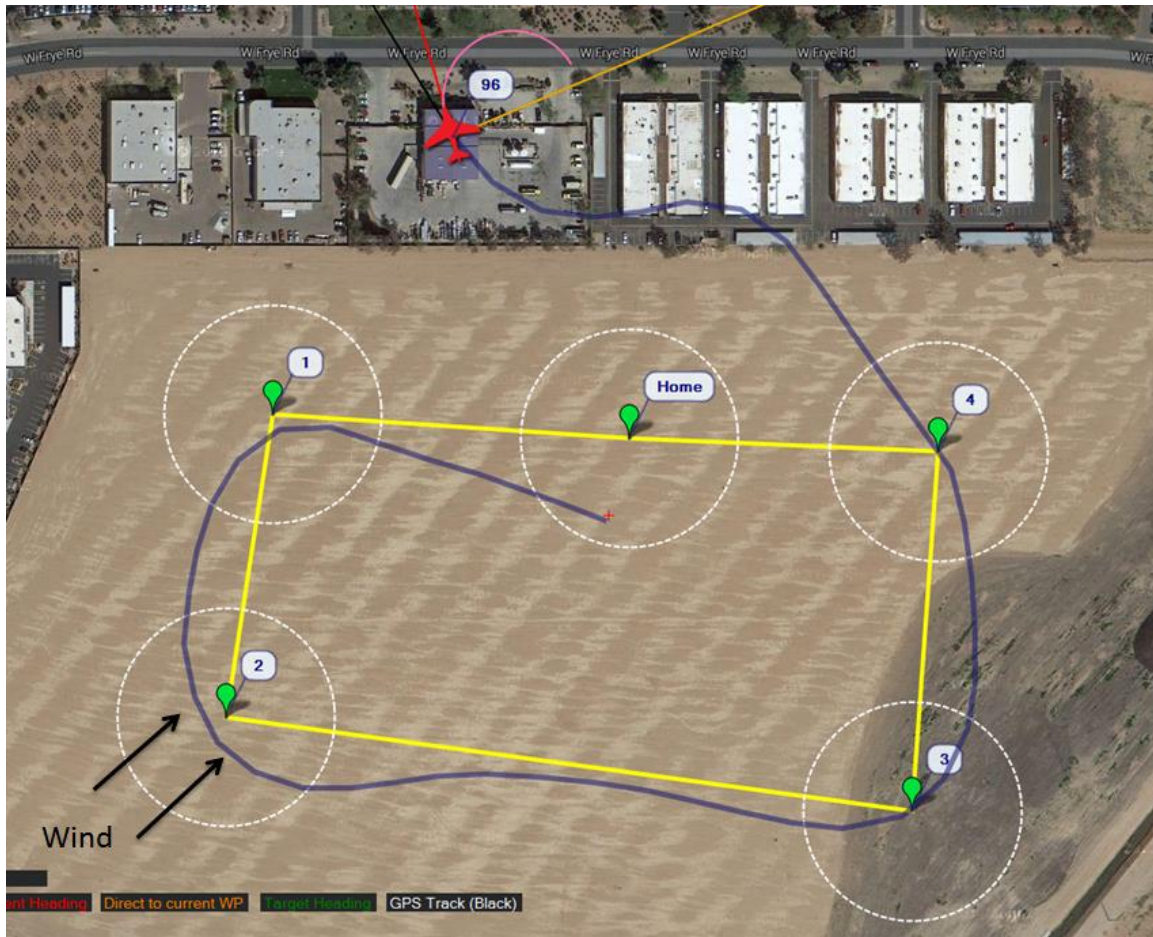 W Frye Rd
W Frye Rd
W Frye Rd
W Frye Rd
W Frye Rd
W Frye Rd
W Frye Rd
W Fry
96
1
Home
4
2
3
Wind
ent Heading
Direct to current WP
Target Heading
GPS Track (Black)